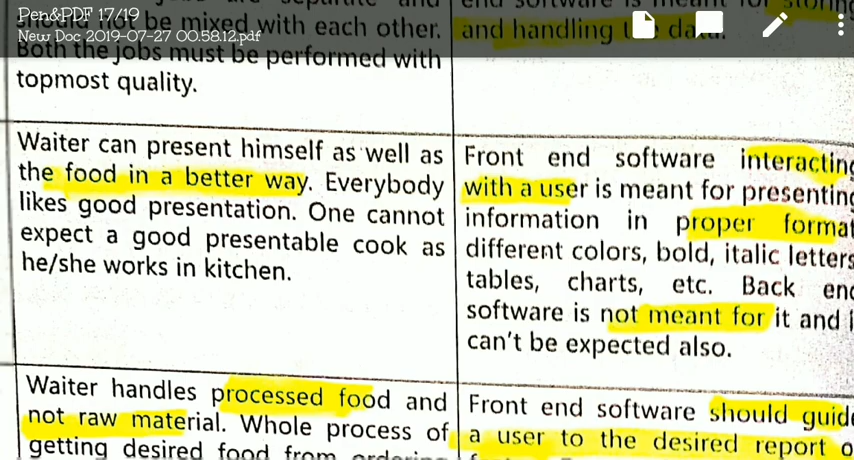 Pen&PDF 17/19
New Doc 2019-07-27 00.58.12.pdf
should not be mixed with each other.
Both the jobs must be performed with
topmost quality.
and handling the data.
Waiter can present himself as well as
the food in a better way. Everybody
likes good presentation. One cannot
expect a good presentable cook as
he/she works in kitchen.
Front end software interacting
with a user is meant for presenting
information in proper format
different colors, bold, italic letters
tables, charts, etc. Back end
software is not meant for it and i
can't be expected also.
Waiter handles processed food and
not raw material. Whole process of
getting desired food from ordering
Front end software should guide
a user to the desired report o